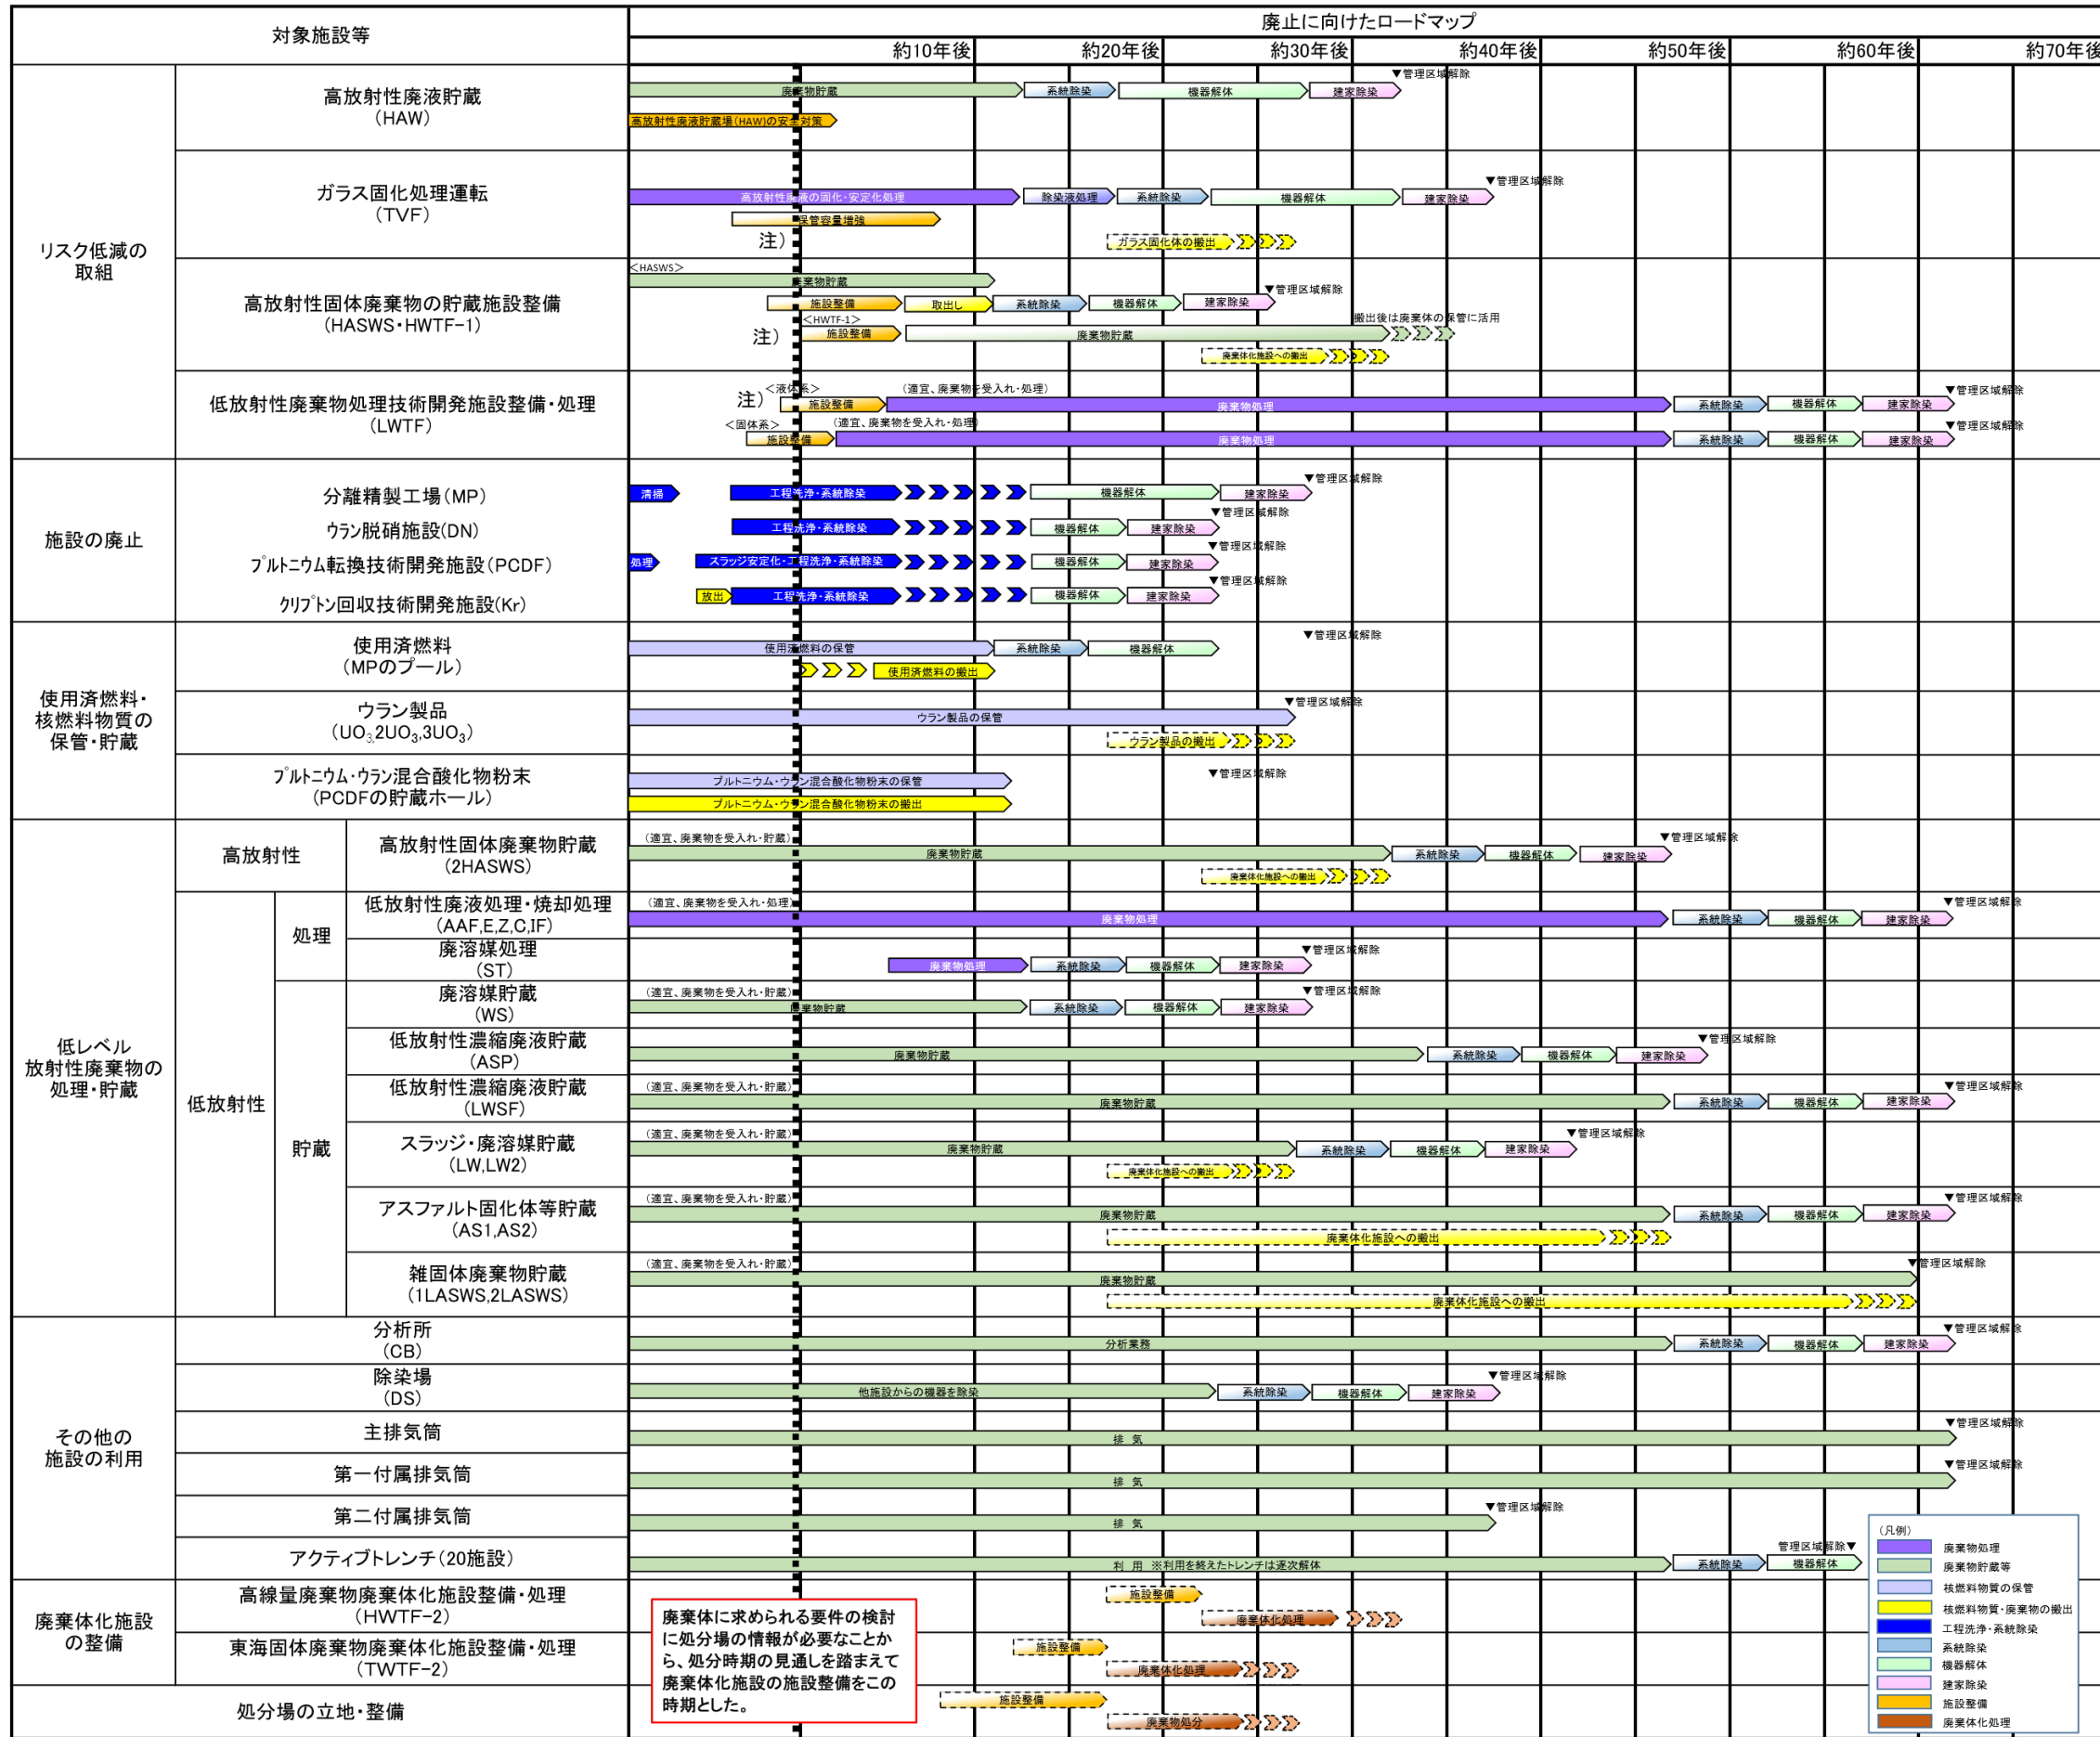 対象施設等
廃止に向けたロードマップ
約10年後 約20年後 約30年後 約40年後 約50年後 約60年後 約70年後
リスク低減の
取組
高放射性廃液貯蔵
(HAW)
▼管理区域解除
廃棄物貯蔵 系統除染 機器解体 建家除染
高放射性廃液貯蔵場(HAW)の安全対策
ガラス固化処理運転
(TVF)
▼管理区域解除
高放射性廃液の固化・安定化処理 除染液処理 系統除染 機器解体 建家除染
保管容量増強
注) ガラス固化体の搬出
高放射性固体廃棄物の貯蔵施設整備
(HASWS・HWTF-1)
＜HASWS＞
廃棄物貯蔵
▼管理区域解除
施設整備 取出し 系統除染 機器解体 建家除染
＜HWTF-1＞ 搬出後は廃棄体の保管に活用
注) 施設整備 廃棄物貯蔵
廃棄体化施設への搬出
低放射性廃棄物処理技術開発施設整備・処理
(LWTF)
＜液体系＞ (適宜、廃棄物を受入れ・処理) ▼管理区域解除
注) 施設整備 廃棄物処理 系統除染 機器解体 建家除染
＜固体系＞ (適宜、廃棄物を受入れ・処理) ▼管理区域解除
施設整備 廃棄物処理 系統除染 機器解体 建家除染
施設の廃止
分離精製工場(MP)
▼管理区域解除
清掃 工程洗浄・系統除染 機器解体 建家除染
ウラン脱硝施設(DN)
▼管理区域解除
工程洗浄・系統除染 機器解体 建家除染
プルトニウム転換技術開発施設(PCDF)
▼管理区域解除
処理 スラッジ安定化・工程洗浄・系統除染 機器解体 建家除染
クリプトン回収技術開発施設(Kr)
▼管理区域解除
放出 工程洗浄・系統除染 機器解体 建家除染
使用済燃料・
核燃料物質の
保管・貯蔵
使用済燃料
(MPのプール)
▼管理区域解除
使用済燃料の保管 系統除染 機器解体
使用済燃料の搬出
ウラン製品
(UO₃,2UO₃,3UO₃)
▼管理区域解除
ウラン製品の保管
ウラン製品の搬出
プルトニウム・ウラン混合酸化物粉末
(PCDFの貯蔵ホール)
▼管理区域解除
プルトニウム・ウラン混合酸化物粉末の保管
プルトニウム・ウラン混合酸化物粉末の搬出
低レベル
放射性廃棄物の
処理・貯蔵
高放射性
高放射性固体廃棄物貯蔵
(2HASWS)
(適宜、廃棄物を受入れ・貯蔵) ▼管理区域解除
廃棄物貯蔵 系統除染 機器解体 建家除染
廃棄体化施設への搬出
低放射性
処理
低放射性廃液処理・焼却処理
(AAF,E,Z,C,IF)
(適宜、廃棄物を受入れ・処理) ▼管理区域解除
廃棄物処理 系統除染 機器解体 建家除染
廃溶媒処理
(ST)
▼管理区域解除
廃棄物処理 系統除染 機器解体 建家除染
貯蔵
廃溶媒貯蔵
(WS)
(適宜、廃棄物を受入れ・貯蔵) ▼管理区域解除
廃棄物貯蔵 系統除染 機器解体 建家除染
低放射性濃縮廃液貯蔵
(ASP)
▼管理区域解除
廃棄物貯蔵 系統除染 機器解体 建家除染
低放射性濃縮廃液貯蔵
(LWSF)
(適宜、廃棄物を受入れ・貯蔵) ▼管理区域解除
廃棄物貯蔵 系統除染 機器解体 建家除染
スラッジ・廃溶媒貯蔵
(LW,LW2)
(適宜、廃棄物を受入れ・貯蔵) ▼管理区域解除
廃棄物貯蔵 系統除染 機器解体 建家除染
廃棄体化施設への搬出
アスファルト固化体等貯蔵
(AS1,AS2)
(適宜、廃棄物を受入れ・貯蔵) ▼管理区域解除
廃棄物貯蔵 系統除染 機器解体 建家除染
廃棄体化施設への搬出
雑固体廃棄物貯蔵
(1LASWS,2LASWS)
(適宜、廃棄物を受入れ・貯蔵) ▼管理区域解除
廃棄物貯蔵
廃棄体化施設への搬出
その他の
施設の利用
分析所
(CB)
▼管理区域解除
分析業務 系統除染 機器解体 建家除染
除染場
(DS)
▼管理区域解除
他施設からの機器を除染 系統除染 機器解体 建家除染
主排気筒
▼管理区域解除
排 気
第一付属排気筒
▼管理区域解除
排 気
第二付属排気筒
▼管理区域解除
排 気
アクティブトレンチ(20施設)
管理区域解除▼
利 用 ※利用を終えたトレンチは逐次解体 系統除染 機器解体
廃棄体化施設
の整備
高線量廃棄物廃棄体化施設整備・処理
(HWTF-2)
施設整備
廃棄体化処理
東海固体廃棄物廃棄体化施設整備・処理
(TWTF-2)
施設整備
廃棄体化処理
処分場の立地・整備
施設整備
廃棄物処分
廃棄体に求められる要件の検討
に処分場の情報が必要なことか
ら、処分時期の見通しを踏まえて
廃棄体化施設の施設整備をこの
時期とした。
(凡例)
廃棄物処理
廃棄物貯蔵等
核燃料物質の保管
核燃料物質・廃棄物の搬出
工程洗浄・系統除染
系統除染
機器解体
建家除染
施設整備
廃棄体化処理